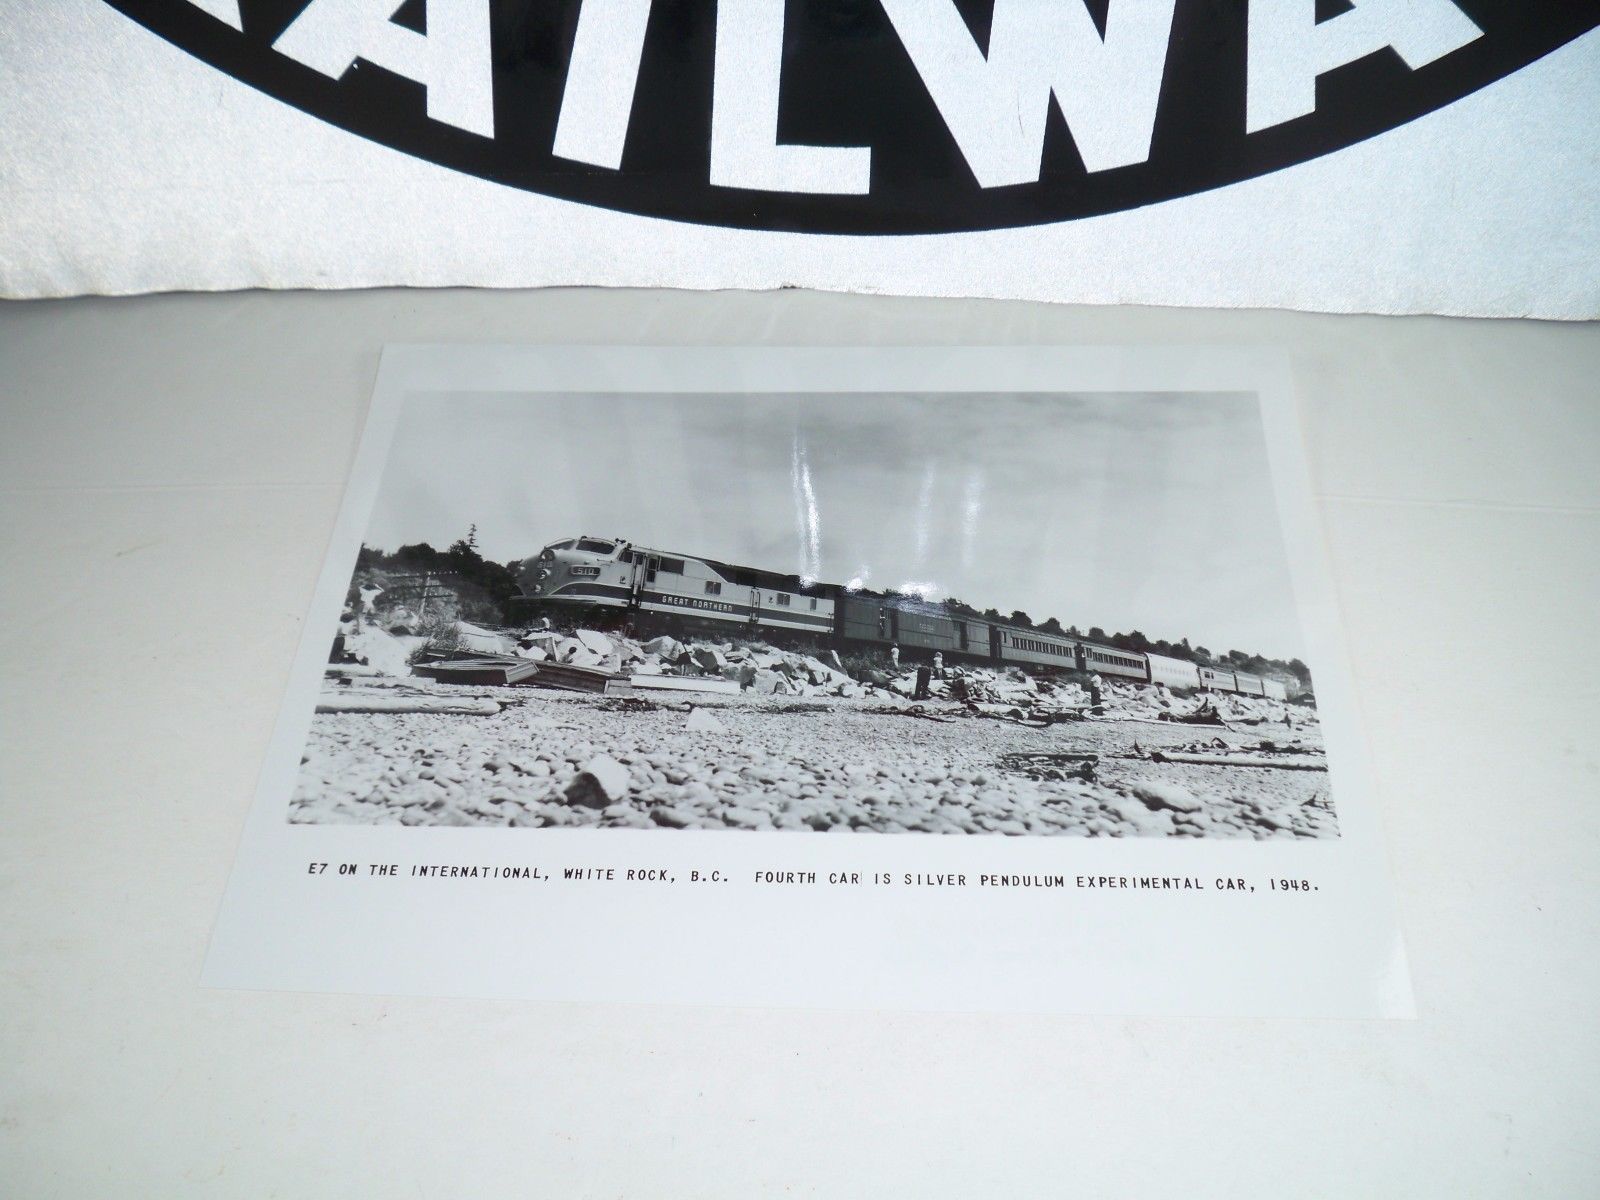 AILWA
510
GREAT NORTHERN
E7 ON THE INTERNATIONAL, WHITE ROCK, B.C. FOURTH CAR IS SILVER PENDULUM EXPERIMENTAL CAR, 1948.